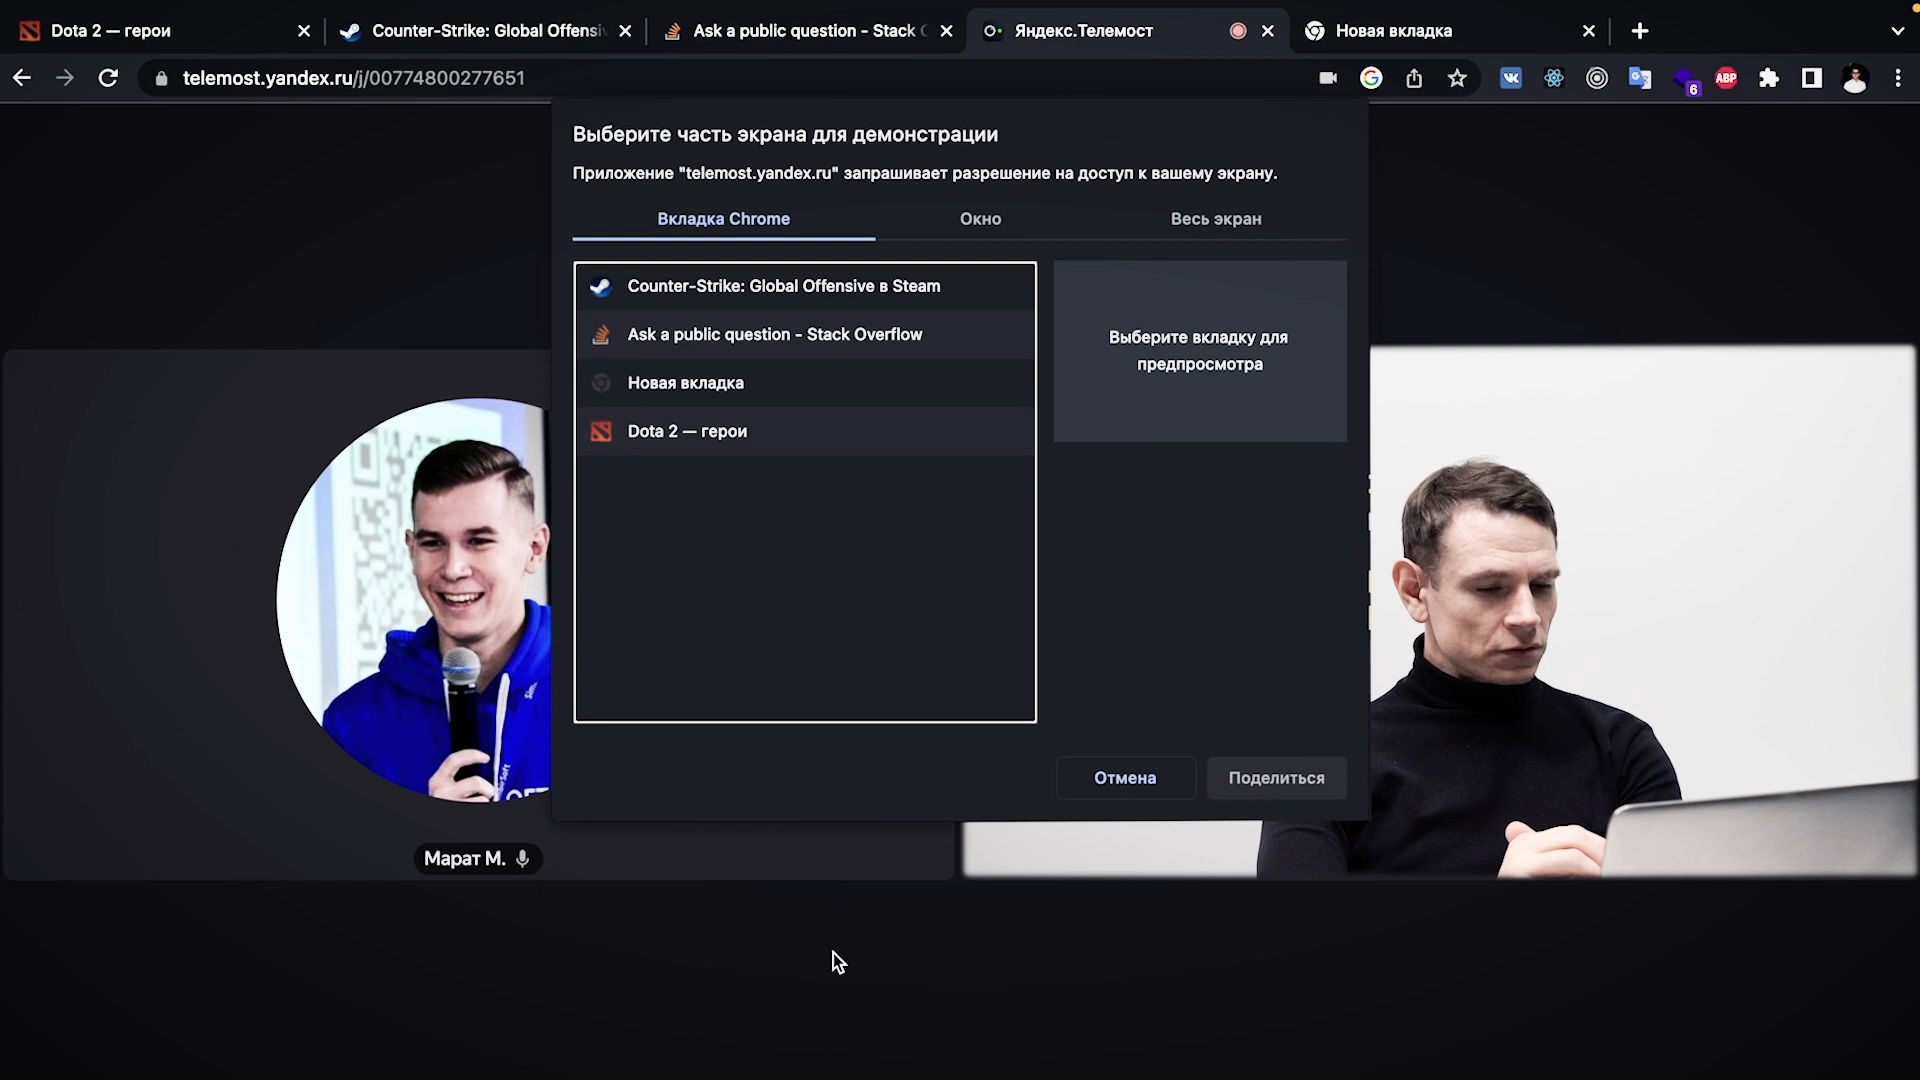 Dota 2 — герои
Counter-Strike: Global Offensi
Ask a public question - Stack
Яндекс.Телемост
Новая вкладка
telemost.yandex.ru/j/00774800277651
6
ABP
Выберите часть экрана для демонстрации
Приложение "telemost.yandex.ru" запрашивает разрешение на доступ к вашему экрану.
Вкладка Chrome
Окно
Весь экран
Counter-Strike: Global Offensive в Steam
Ask a public question - Stack Overflow
Новая вкладка
Dota 2 — герои
Выберите вкладку для
предпросмотра
Отмена
Поделиться
Марат М.